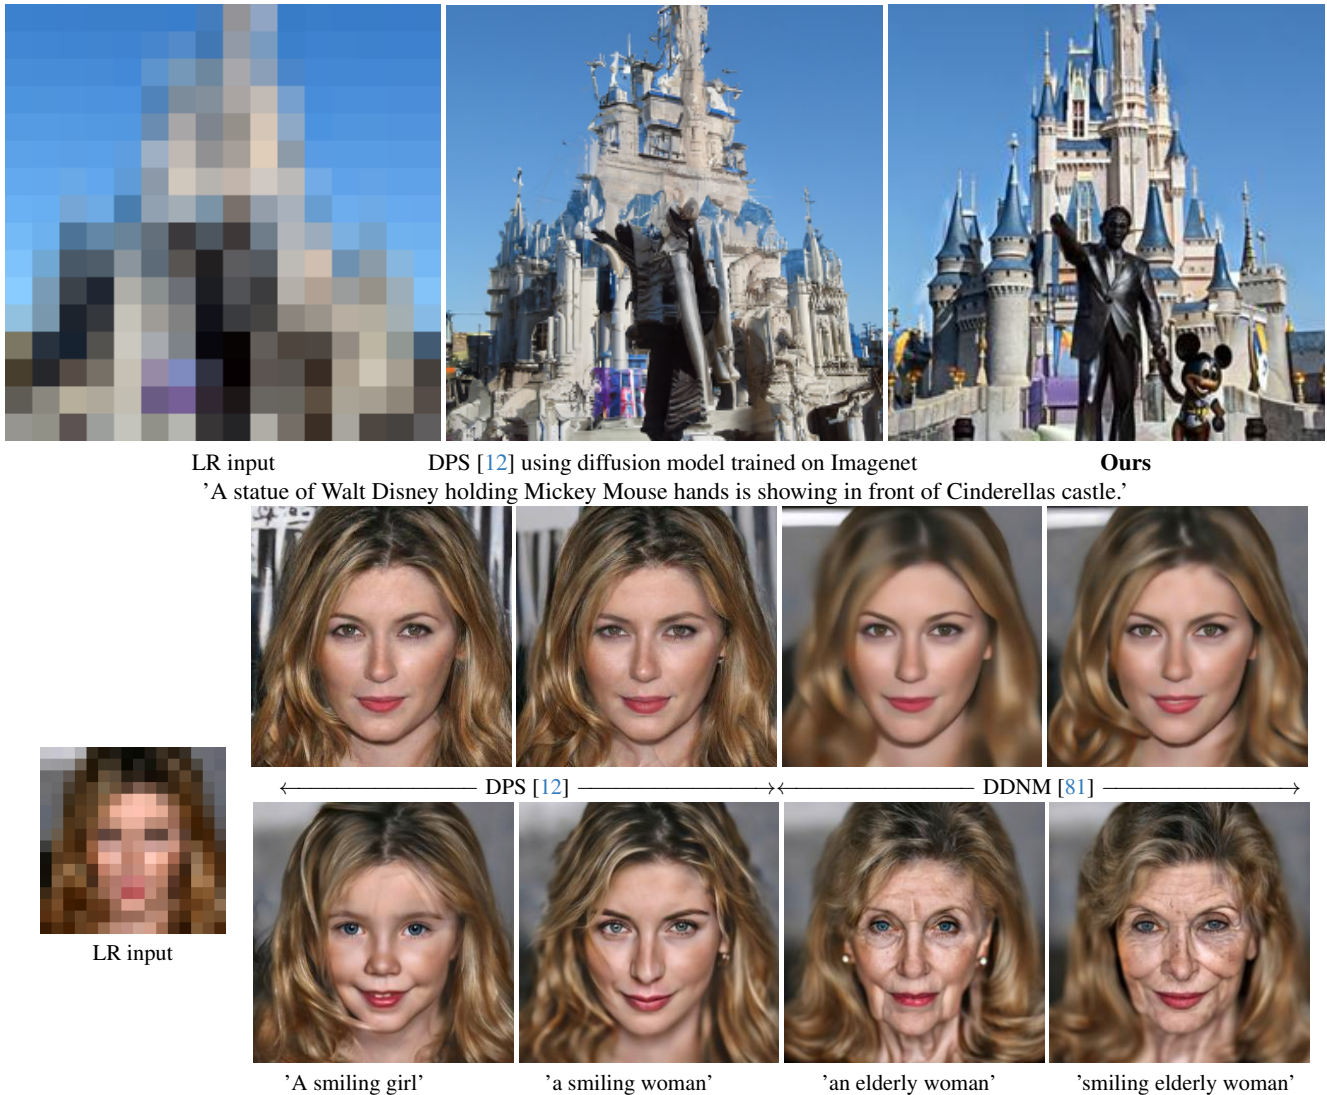 LR input
DPS [12] using diffusion model trained on Imagenet
Ours
’A statue of Walt Disney holding Mickey Mouse hands is showing in front of Cinderellas castle.’
DPS [12]
DDNM [81]
LR input
’A smiling girl’
’a smiling woman’
’an elderly woman’
’smiling elderly woman’